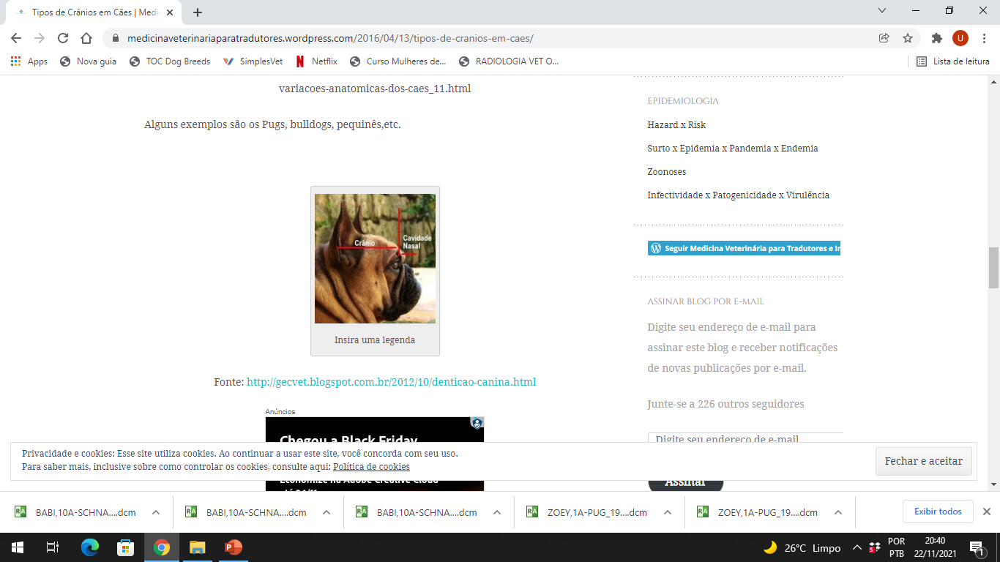 Tipos de Crânios em Cães | Medi
medicinaveterinariaparatradutores.wordpress.com/2016/04/13/tipos-de-cranios-em-caes/
U
Apps
Nova guia
TOC Dog Breeds
SimplesVet
Netflix
Curso Mulheres de...
RADIOLOGIA VET O...
Lista de leitura
variacoes-anatomicas-dos-caes_11.html
Alguns exemplos são os Pugs, bulldogs, pequinês,etc.
Crânio
Cavidade
Nasal
Insira uma legenda
Fonte: http://gecvet.blogspot.com.br/2012/10/denticao-canina.html
Anúncios
Chegou a Black Friday
Economize na Adobe Creative Cloud
EPIDEMIOLOGIA
Hazard x Risk
Surto x Epidemia x Pandemia x Endemia
Zoonoses
Infectividade x Patogenicidade x Virulência
Seguir Medicina Veterinária para Tradutores e In
ASSINAR BLOG POR E-MAIL
Digite seu endereço de e-mail para
assinar este blog e receber notificações
de novas publicações por e-mail.
Junte-se a 226 outros seguidores
Digite seu endereço de e-mail
Assinar
Privacidade e cookies: Esse site utiliza cookies. Ao continuar a usar este site, você concorda com seu uso.
Para saber mais, inclusive sobre como controlar os cookies, consulte aqui: Política de cookies
Fechar e aceitar
RA BABI,10A-SCHNA....dcm
RA BABI,10A-SCHNA....dcm
RA BABI,10A-SCHNA....dcm
RA ZOEY,1A-PUG_19....dcm
RA ZOEY,1A-PUG_19....dcm
Exibir todos
26°C Limpo
POR
PTB
20:40
22/11/2021
1